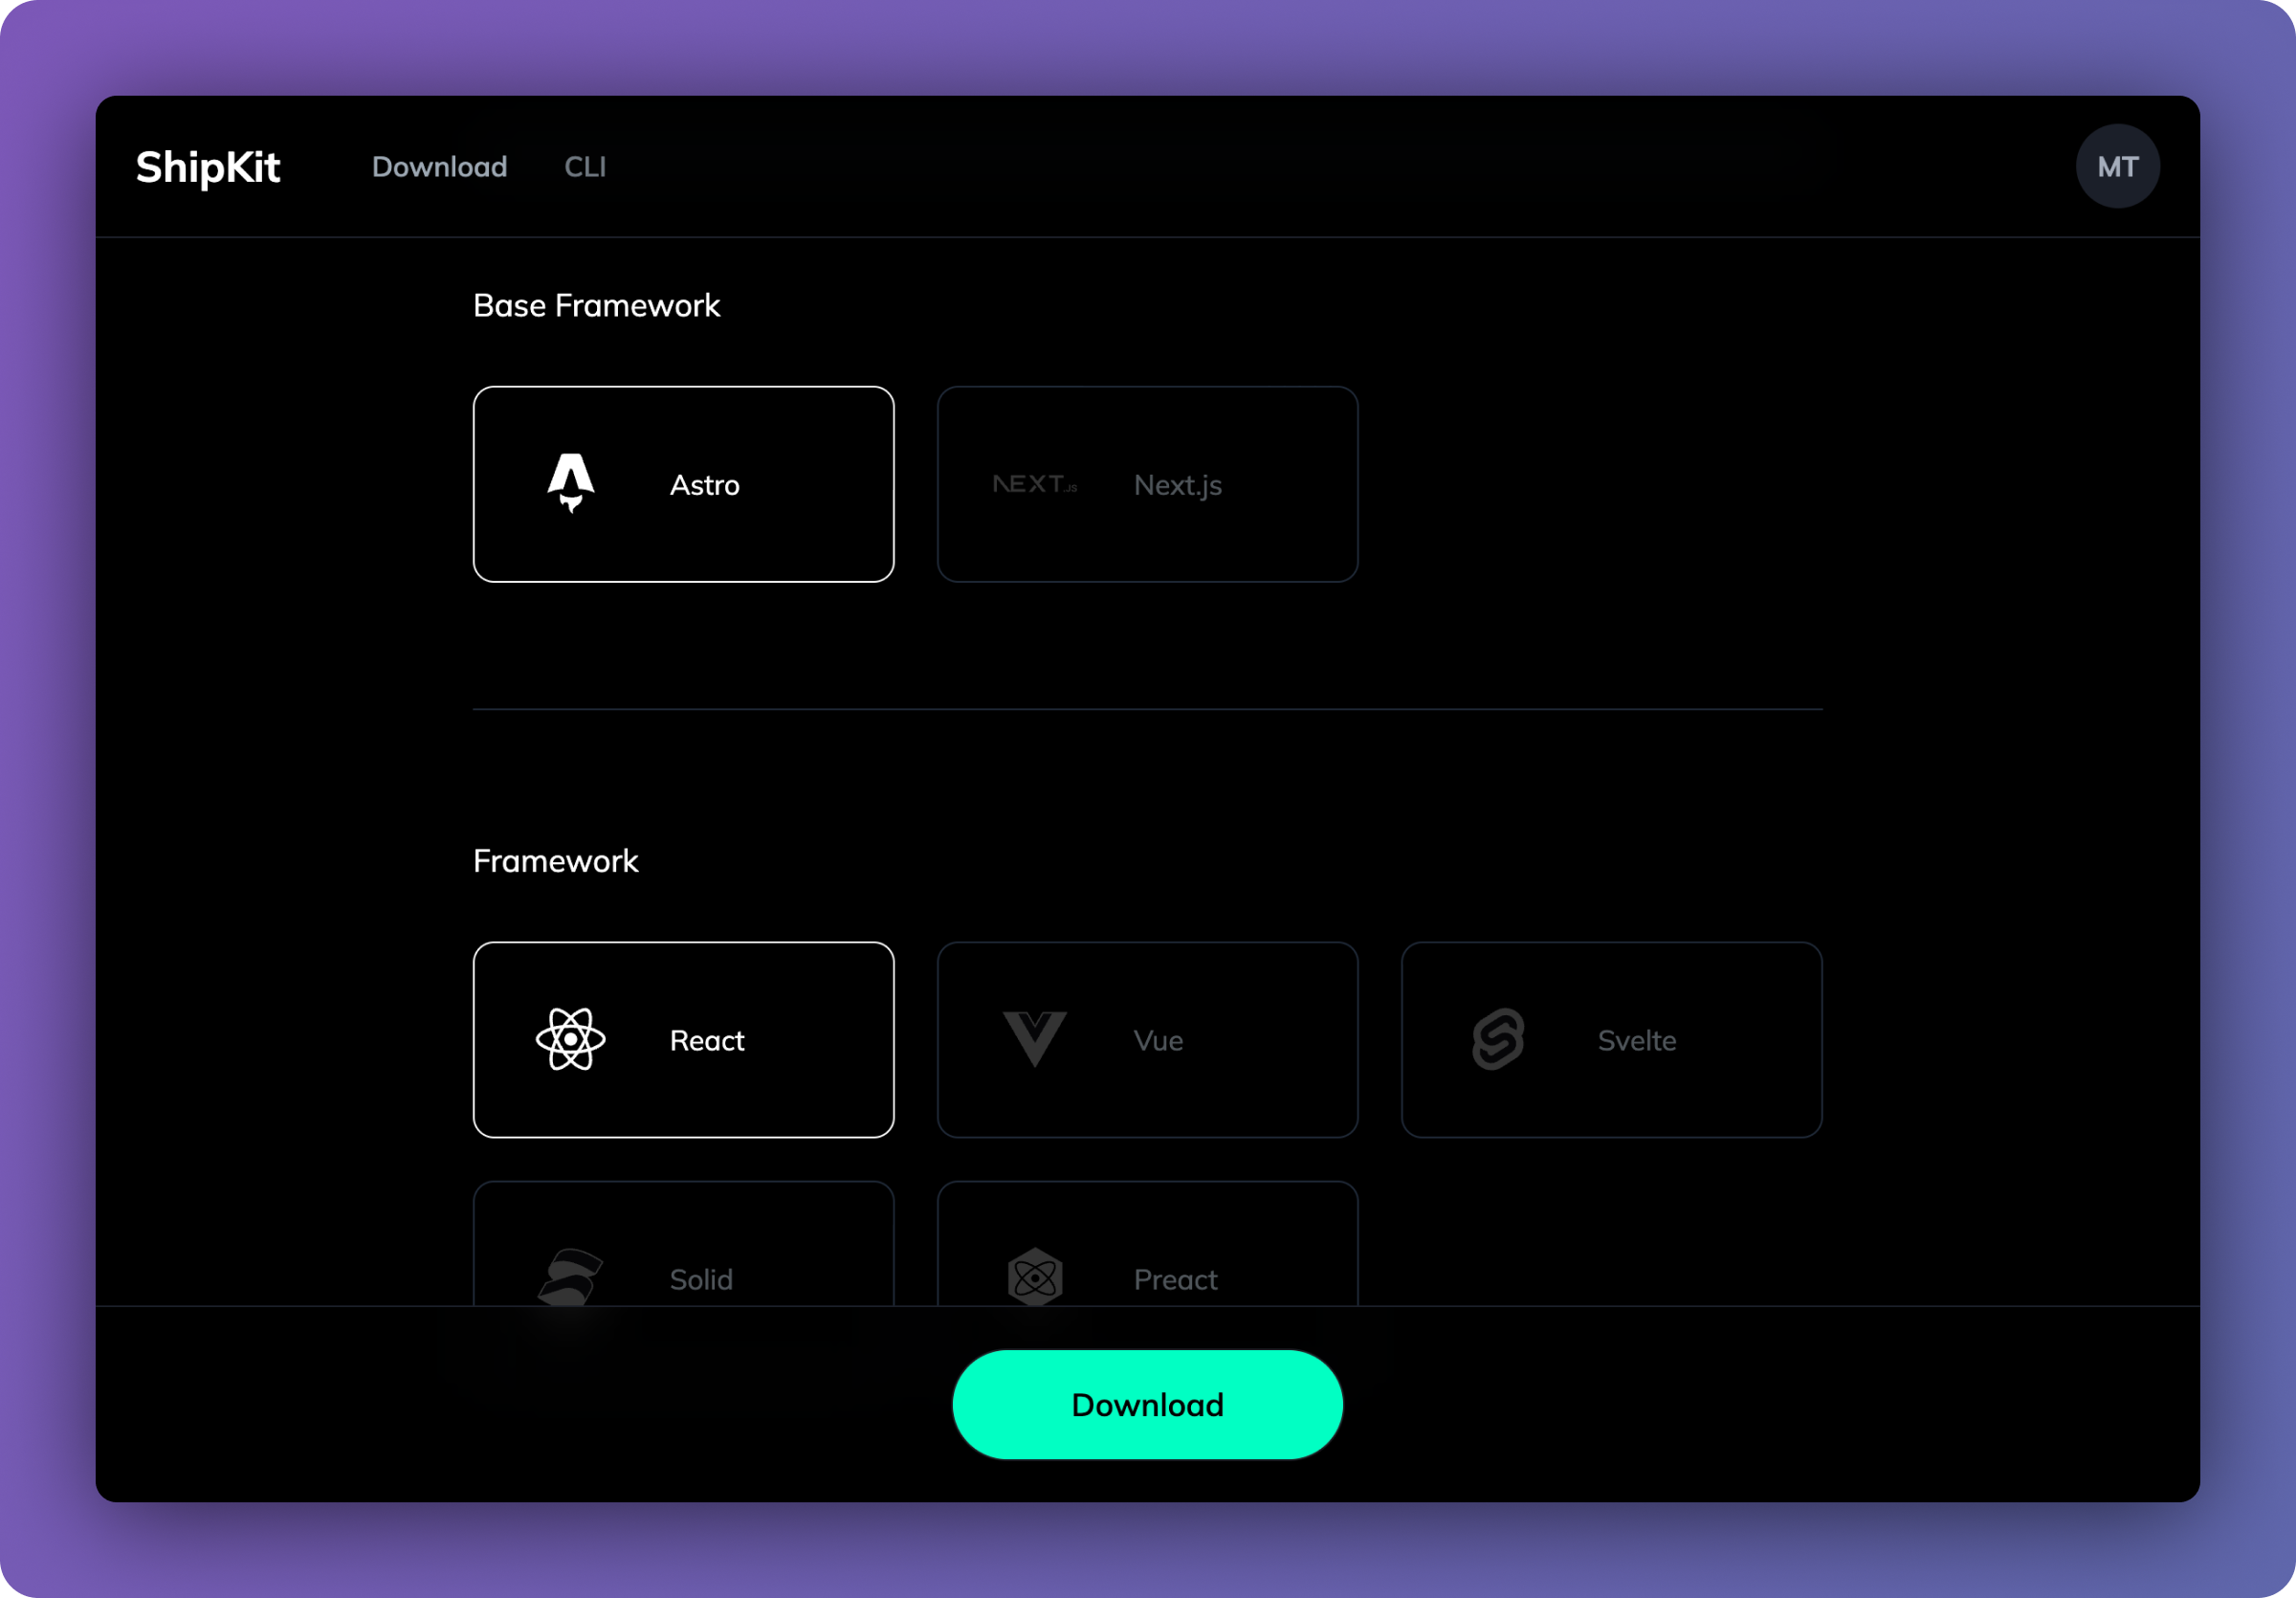 ShipKit Download CLI MT
Base Framework
Astro
NEXT.JS Next.js
Framework
React
Vue
Svelte
Solid
Preact
Download